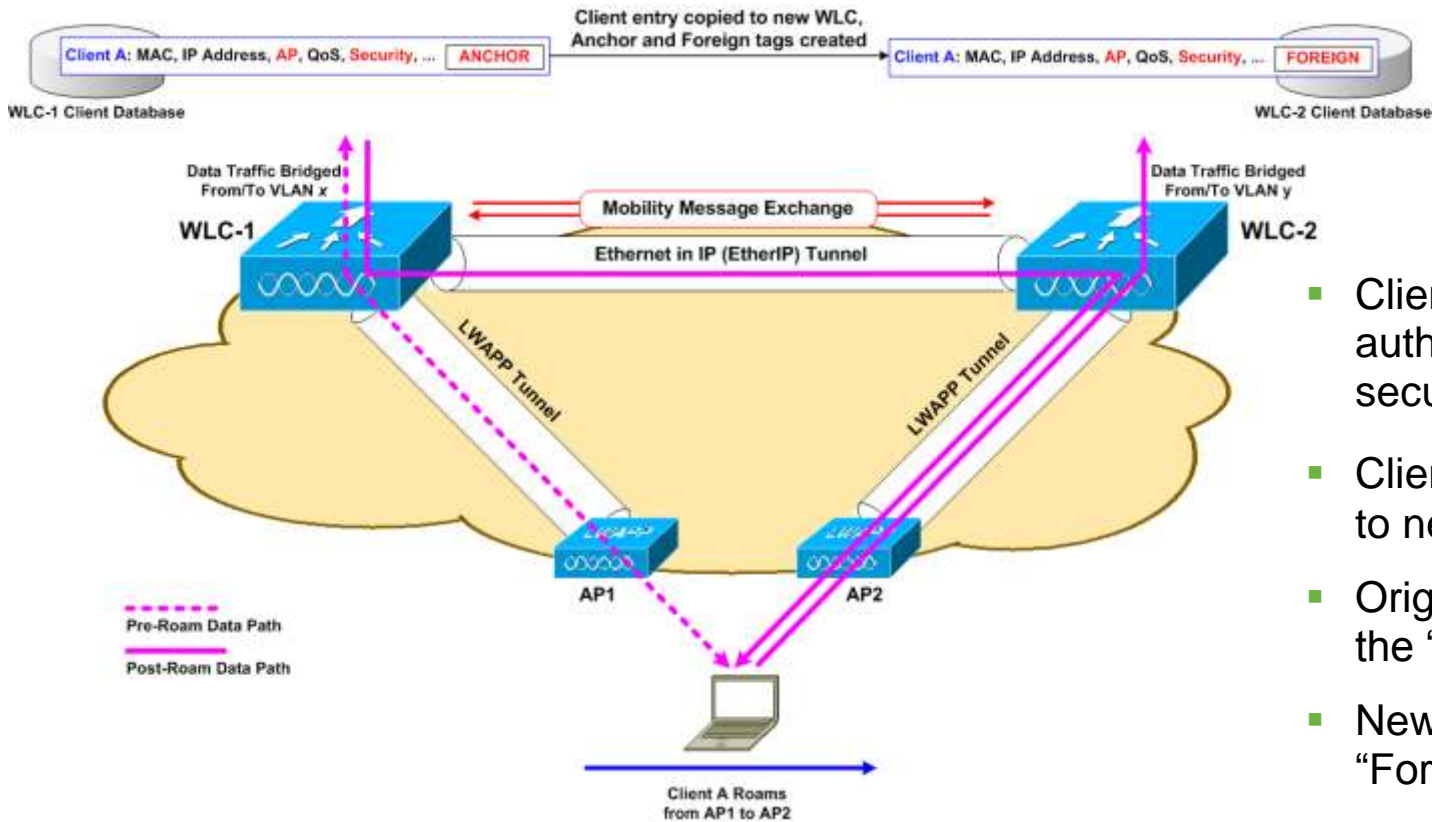 Client entry copied to new WLC,
Anchor and Foreign tags created
Client A: MAC, IP Address, AP, QoS, Security, ... ANCHOR
Client A: MAC, IP Address, AP, QoS, Security, ... FOREIGN
WLC-1 Client Database
WLC-2 Client Database
Data Traffic Bridged
From/To VLAN x
Data Traffic Bridged
From/To VLAN y
Mobility Message Exchange
WLC-1
WLC-2
Ethernet in IP (EtherIP) Tunnel
LWAPP Tunnel
LWAPP Tunnel
LWAPP
LWAPP
AP1
AP2
Pre-Roam Data Path
Post-Roam Data Path
Client A Roams
from AP1 to AP2
to
the